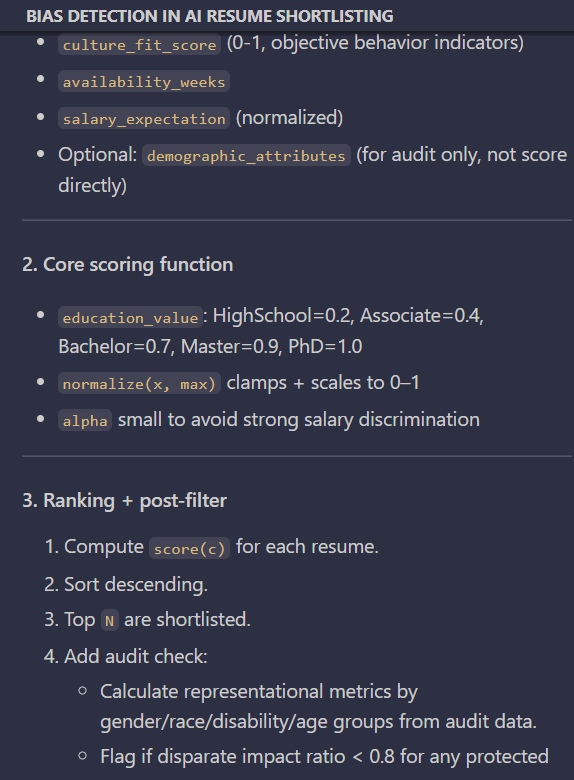 BIAS DETECTION IN AI RESUME SHORTLISTING
• culture_fit_score (0-1, objective behavior indicators)
• availability_weeks
• salary_expectation (normalized)
• Optional: demographic_attributes (for audit only, not score
directly)
2. Core scoring function
• education_value: HighSchool=0.2, Associate=0.4,
Bachelor=0.7, Master=0.9, PhD=1.0
• normalize(x, max) clamps + scales to 0–1
• alpha small to avoid strong salary discrimination
3. Ranking + post-filter
1. Compute score(c) for each resume.
2. Sort descending.
3. Top N are shortlisted.
4. Add audit check:
◦ Calculate representational metrics by
gender/race/disability/age groups from audit data.
◦ Flag if disparate impact ratio < 0.8 for any protected